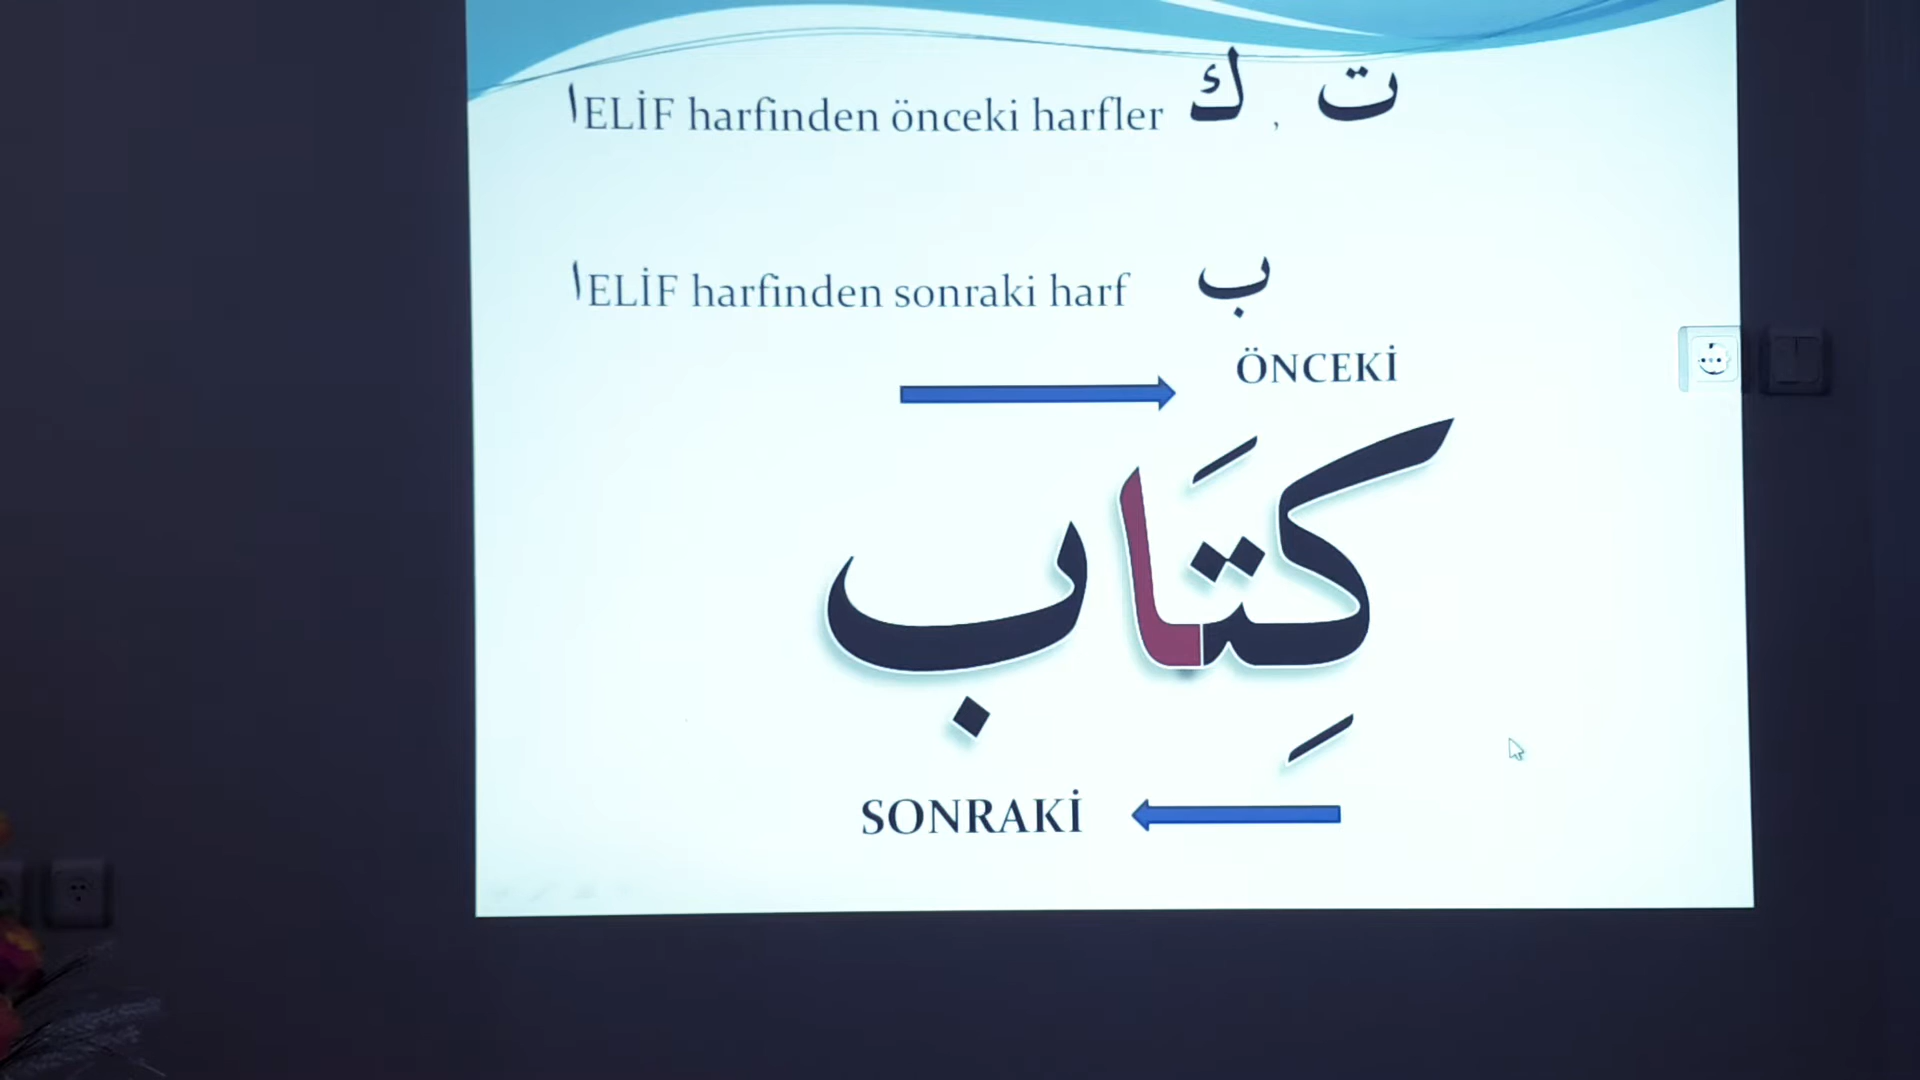 ا ELİF harfinden önceki harfler ك , ت
ا ELİF harfinden sonraki harf ب
ÖNCEKİ
كِتَاب
SONRAKİ